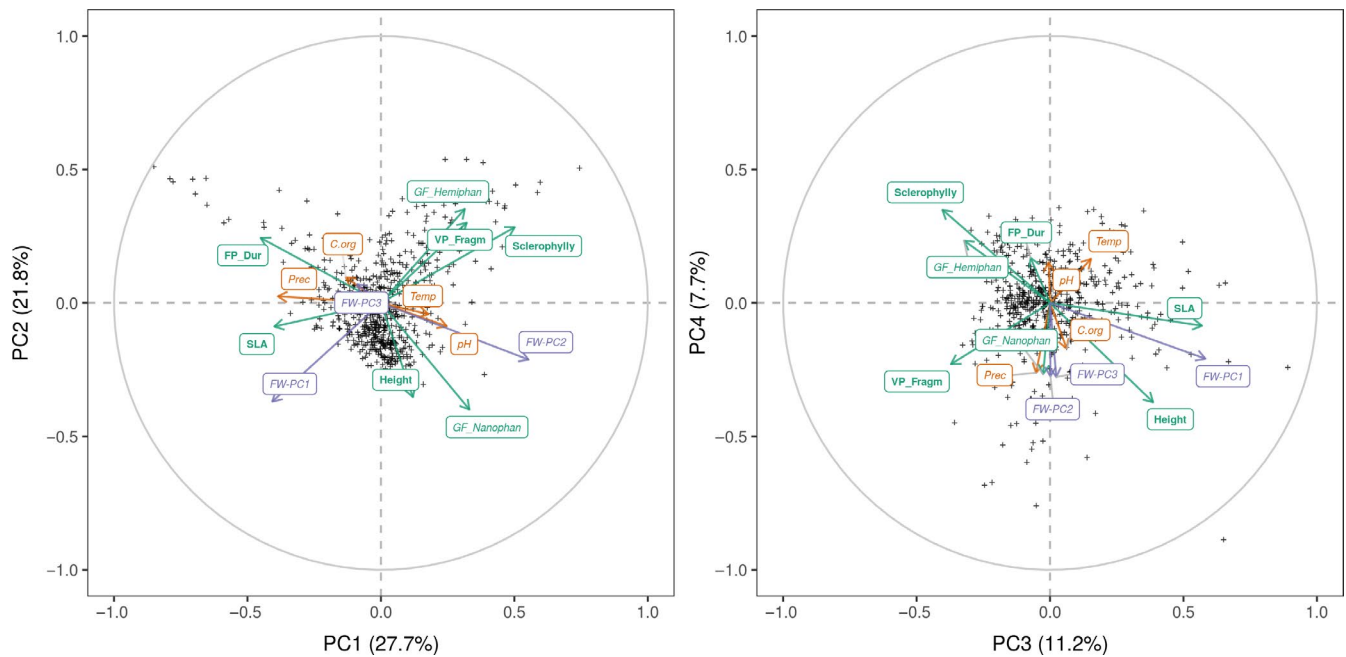 1.0
0.5
0.0
−0.5
−1.0
PC2 (21.8%)
−1.0
−0.5
0.0
0.5
1.0
PC1 (27.7%)
GF_Hemiphan
VP_Fragm
Sclerophylly
C.org
FP_Dur
Prec
FW-PC3
Temp
SLA
pH
FW-PC2
Height
FW-PC1
GF_Nanophan
1.0
0.5
0.0
−0.5
−1.0
PC4 (7.7%)
−1.0
−0.5
0.0
0.5
1.0
PC3 (11.2%)
Sclerophylly
FP_Dur
Temp
GF_Hemiphan
pH
SLA
C.org
GF_Nanophan
Prec
FW-PC3
FW-PC1
VP_Fragm
FW-PC2
Height